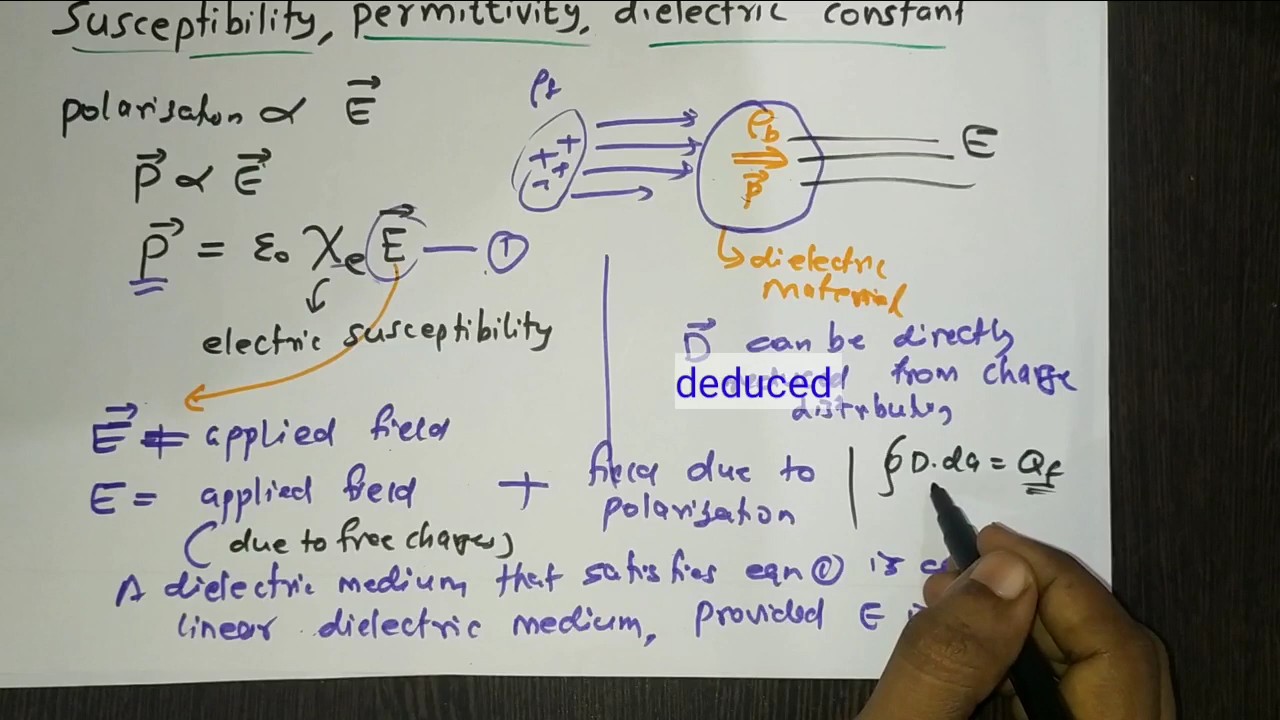 Susceptibility, permittivity, dielectric constant
polarisation ∝ E⃗
P⃗ ∝ E⃗
P⃗ = ε₀ χe E⃗ — ①
electric susceptibility
ρf
+ +
+ +
ρb
P⃗
E
dielectric
material
D⃗ can be directly
deduced from charge
distribution
E⃗ ≠ applied field
E = applied field + field due to
polarisation
(due to free charges)
∮D.da = Qf
A dielectric medium that satisfies eqn ① is
linear dielectric medium, provided E